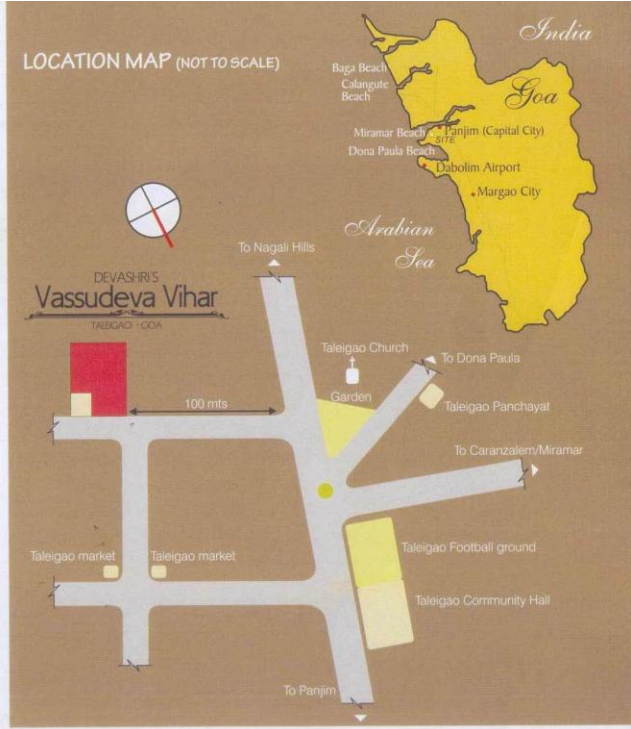 LOCATION MAP (NOT TO SCALE)
India
Goa
Baga Beach
Calangute
Beach
Miramar Beach
Panjim (Capital City)
SITE
Dona Paula Beach
Dabolim Airport
Margao City
Arabian
Sea
To Nagali Hills
DEVASHRI'S
Vassudeva Vihar
TALEIGAO - GOA
Taleigao Church
To Dona Paula
100 mts
Garden
Taleigao Panchayat
To Caranzalem/Miramar
Taleigao market
Taleigao market
Taleigao Football ground
Taleigao Community Hall
To Panjim